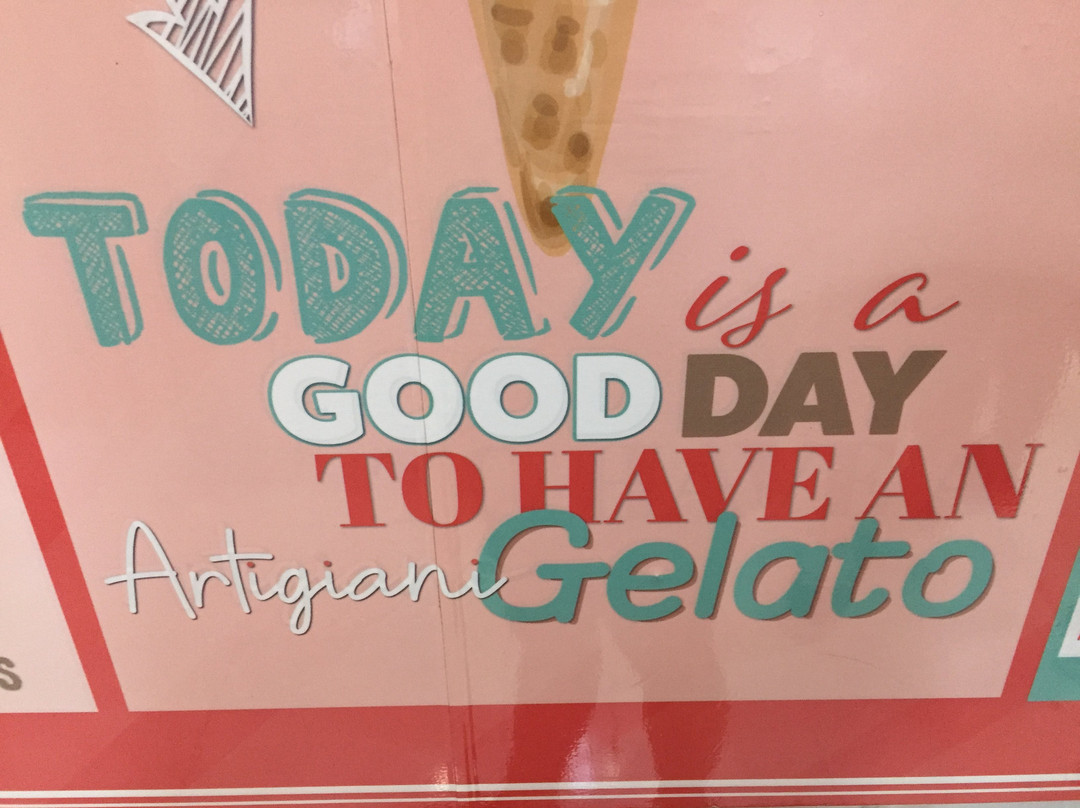 TODAY is a
GOOD DAY
TO HAVE AN
Artigiani Gelato
S